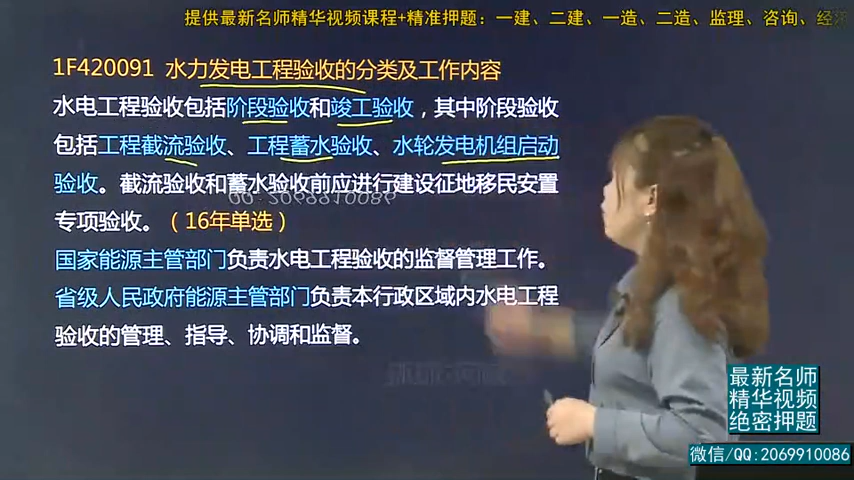 提供最新名师精华视频课程+精准押题：一建、二建、一造、二造、监理、咨询、经济
1F420091 水力发电工程验收的分类及工作内容
水电工程验收包括阶段验收和竣工验收，其中阶段验收
包括工程截流验收、工程蓄水验收、水轮发电机组启动
验收。截流验收和蓄水验收前应进行建设征地移民安置
QQ:2069910086
专项验收。（16年单选）
国家能源主管部门负责水电工程验收的监督管理工作。
省级人民政府能源主管部门负责本行政区域内水电工程
验收的管理、指导、协调和监督。
最新名师
精华视频
绝密押题
微信/QQ:2069910086